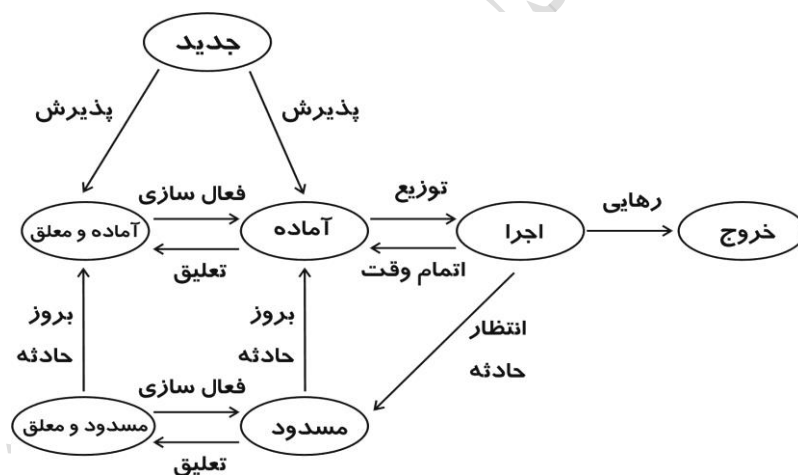 جدید
پذیرش
پذیرش
توزیع
فعال سازی
رهایی
خروج
اجرا
آماده
آماده و معلق
اتمام وقت
تعلیق
انتظار
حادثه
بروز
حادثه
بروز
حادثه
فعال سازی
مسدود
مسدود و معلق
تعلیق